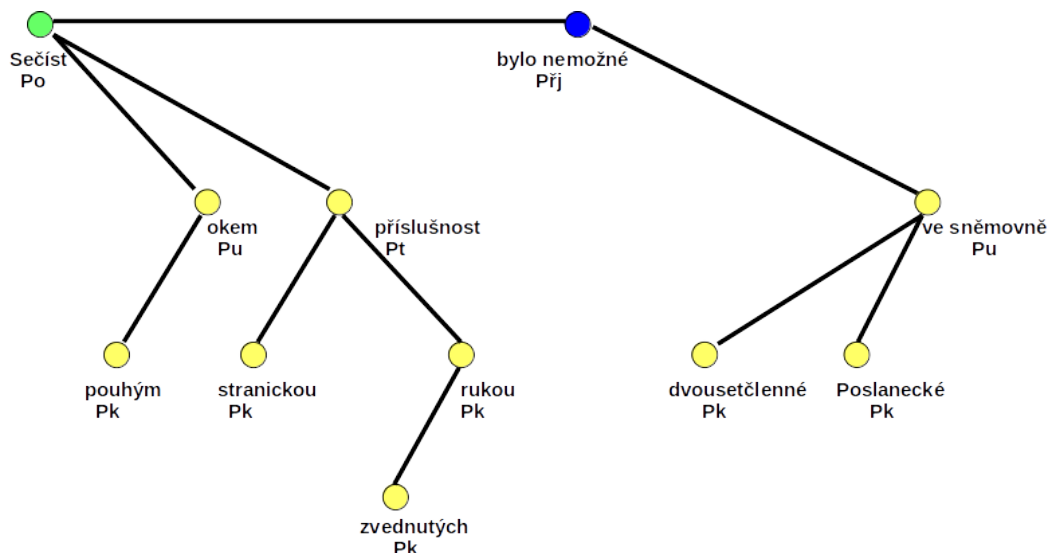 Sečíst
Po
bylo nemožné
Přj
okem
Pu
příslušnost
Pt
ve sněmovně
Pu
pouhým
Pk
stranickou
Pk
rukou
Pk
dvousetčlenné
Pk
Poslanecké
Pk
zvednutých
Pk